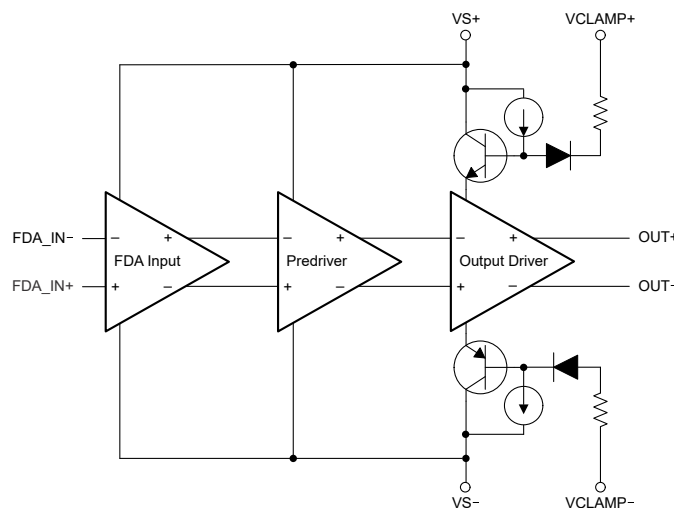 VS+
VCLAMP+
FDA_IN−
− +
FDA Input
+ −
− +
Predriver
+ −
− +
Output Driver
+ −
OUT+
FDA_IN+
OUT−
VS−
VCLAMP−